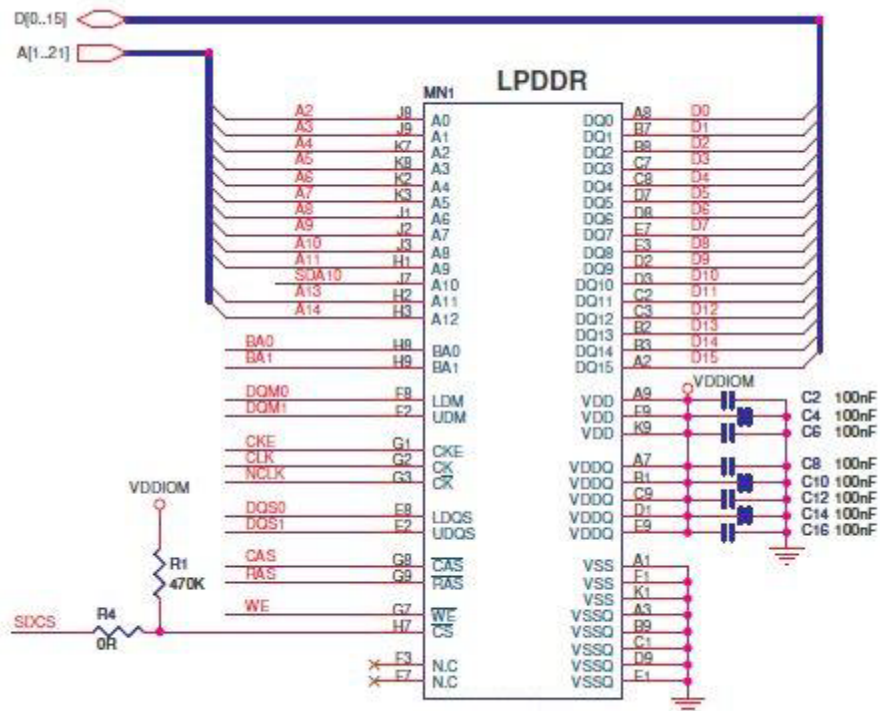 D[0..15]
A[1..21]
LPDDR
MN1
A2 J8 A0 DQ0 A8 D0
A3 J9 A1 DQ1 B7 D1
A4 K7 A2 DQ2 B8 D2
A5 K8 A3 DQ3 C7 D3
A6 K2 A4 DQ4 C8 D4
A7 K3 A5 DQ5 D7 D5
A8 J1 A6 DQ6 D8 D6
A9 J2 A7 DQ7 E7 D7
A10 J3 A8 DQ8 E3 D8
A11 H1 A9 DQ9 D2 D9
SDA10 J7 A10 DQ10 D3 D10
A13 H2 A11 DQ11 C2 D11
A14 H3 A12 DQ12 C3 D12
DQ13 B2 D13
BA0 H8 BA0 DQ14 B3 D14
BA1 H9 BA1 DQ15 A2 D15
VDDIOM
DQM0 F8 LDM VDD A9 C2 100nF
DQM1 F2 UDM VDD F9 C4 100nF
VDD K9 C6 100nF
CKE G1 CKE
CLK G2 CK VDDQ A7 C8 100nF
NCLK G3 CK VDDQ B1 C10 100nF
VDDIOM VDDQ C9 C12 100nF
DQS0 E8 LDQS VDDQ D1 C14 100nF
DQS1 E2 UDQS VDDQ E9 C16 100nF
CAS G8 CAS VSS A1
R1 RAS G9 RAS VSS F1
470K VSS K1
WE G7 WE VSSQ A3
SDCS R4 H7 CS VSSQ B9
0R VSSQ C1
F3 N.C VSSQ D9
F7 N.C VSSQ E1